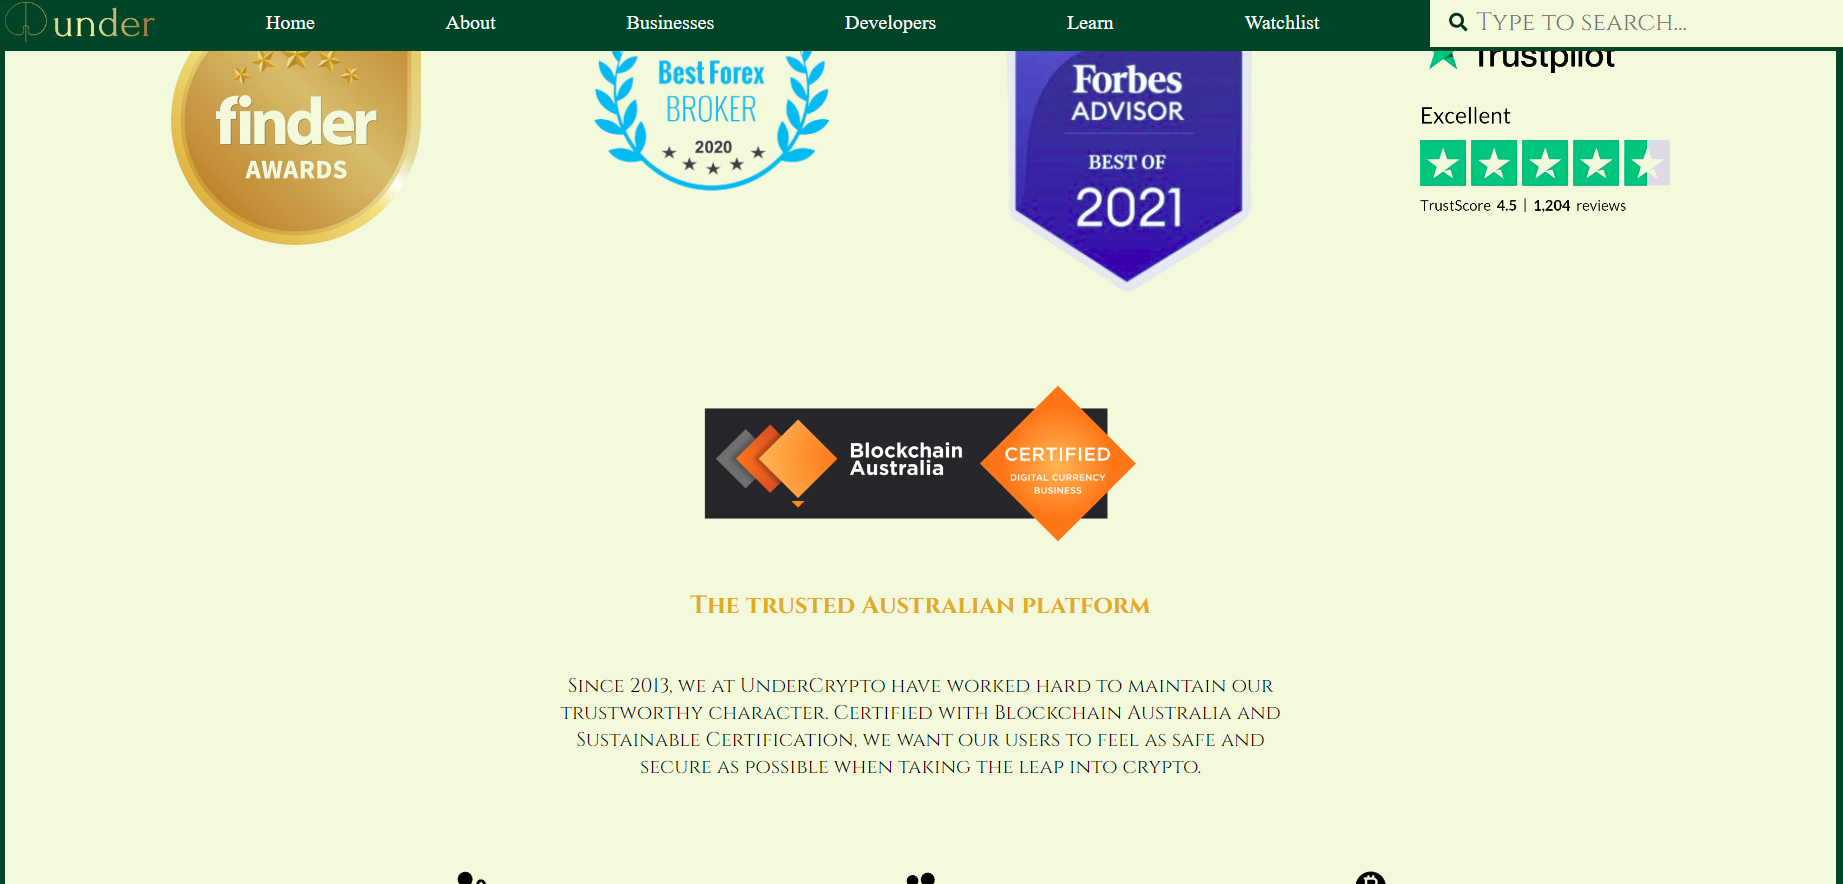 under
Home
About
Businesses
Developers
Learn
Watchlist
Type to search...
finder
AWARDS
Best Forex
BROKER
2020
Forbes
ADVISOR
BEST OF
2021
Trustpilot
Excellent
TrustScore 4.5 | 1,204 reviews
Blockchain
Australia
CERTIFIED
DIGITAL CURRENCY
BUSINESS
The trusted Australian platform
Since 2013, we at UnderCrypto have worked hard to maintain our
trustworthy character. Certified with Blockchain Australia and
Sustainable Certification, we want our users to feel as safe and
secure as possible when taking the leap into crypto.